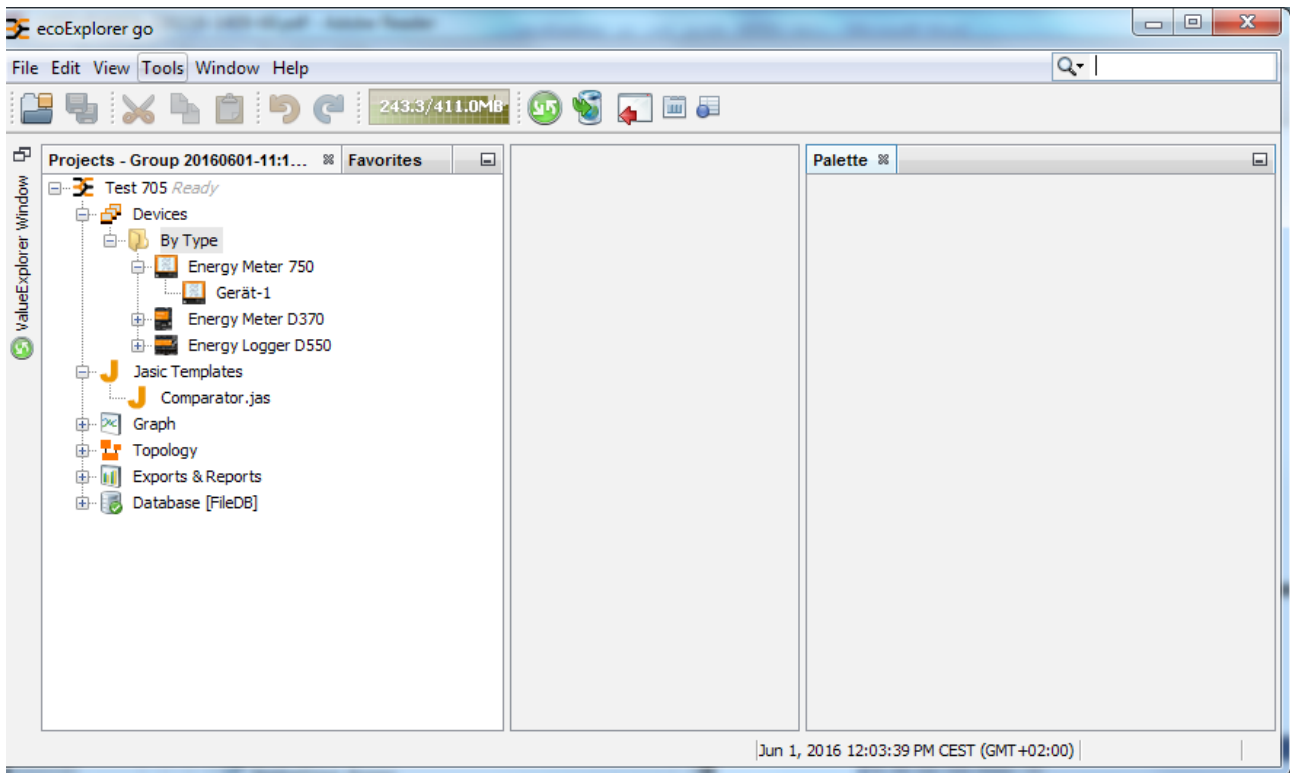 ecoExplorer go
File Edit View Tools Window Help
243.3/411.0MB
ValueExplorer Window
Projects - Group 20160601-11:1... Favorites
Palette
Test 705 Ready
Devices
By Type
Energy Meter 750
Gerät-1
Energy Meter D370
Energy Logger D550
Jasic Templates
Comparator.jas
Graph
Topology
Exports & Reports
Database [FileDB]
Jun 1, 2016 12:03:39 PM CEST (GMT+02:00)